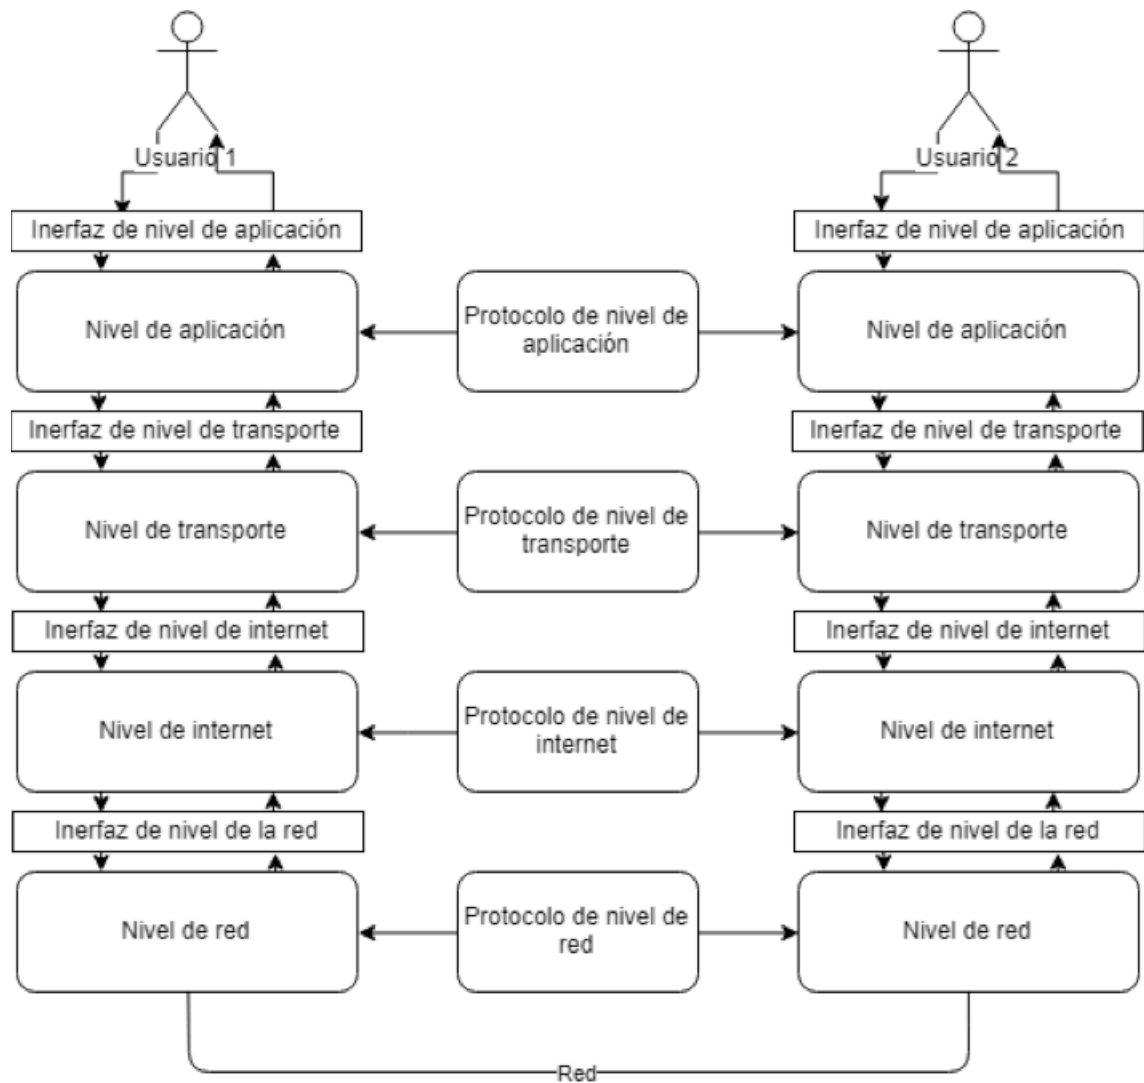 Usuario 1
Usuario 2
Inerfaz de nivel de aplicación
Inerfaz de nivel de aplicación
Nivel de aplicación
Protocolo de nivel de
aplicación
Nivel de aplicación
Inerfaz de nivel de transporte
Inerfaz de nivel de transporte
Nivel de transporte
Protocolo de nivel de
transporte
Nivel de transporte
Inerfaz de nivel de internet
Inerfaz de nivel de internet
Nivel de internet
Protocolo de nivel de
internet
Nivel de internet
Inerfaz de nivel de la red
Inerfaz de nivel de la red
Nivel de red
Protocolo de nivel de
red
Nivel de red
Red